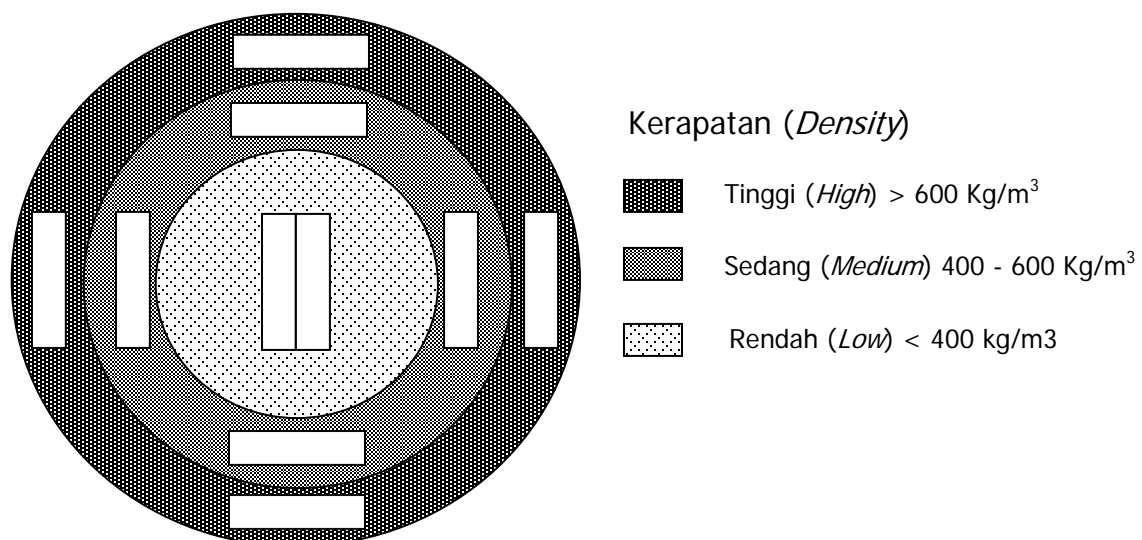 Kerapatan (Density)
Tinggi (High) > 600 Kg/m³
Sedang (Medium) 400 - 600 Kg/m³
Rendah (Low) < 400 kg/m3